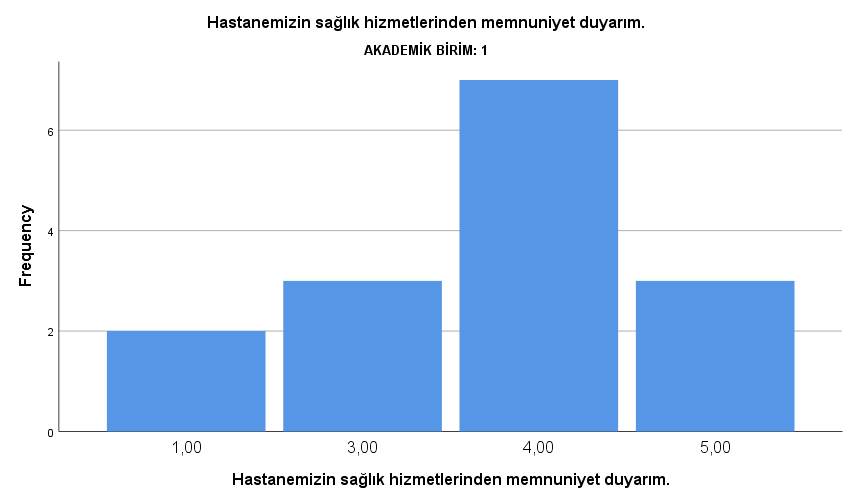 Hastanemizin sağlık hizmetlerinden memnuniyet duyarım.
AKADEMİK BİRİM: 1
Frequency
6
4
2
0
1,00 3,00 4,00 5,00
Hastanemizin sağlık hizmetlerinden memnuniyet duyarım.